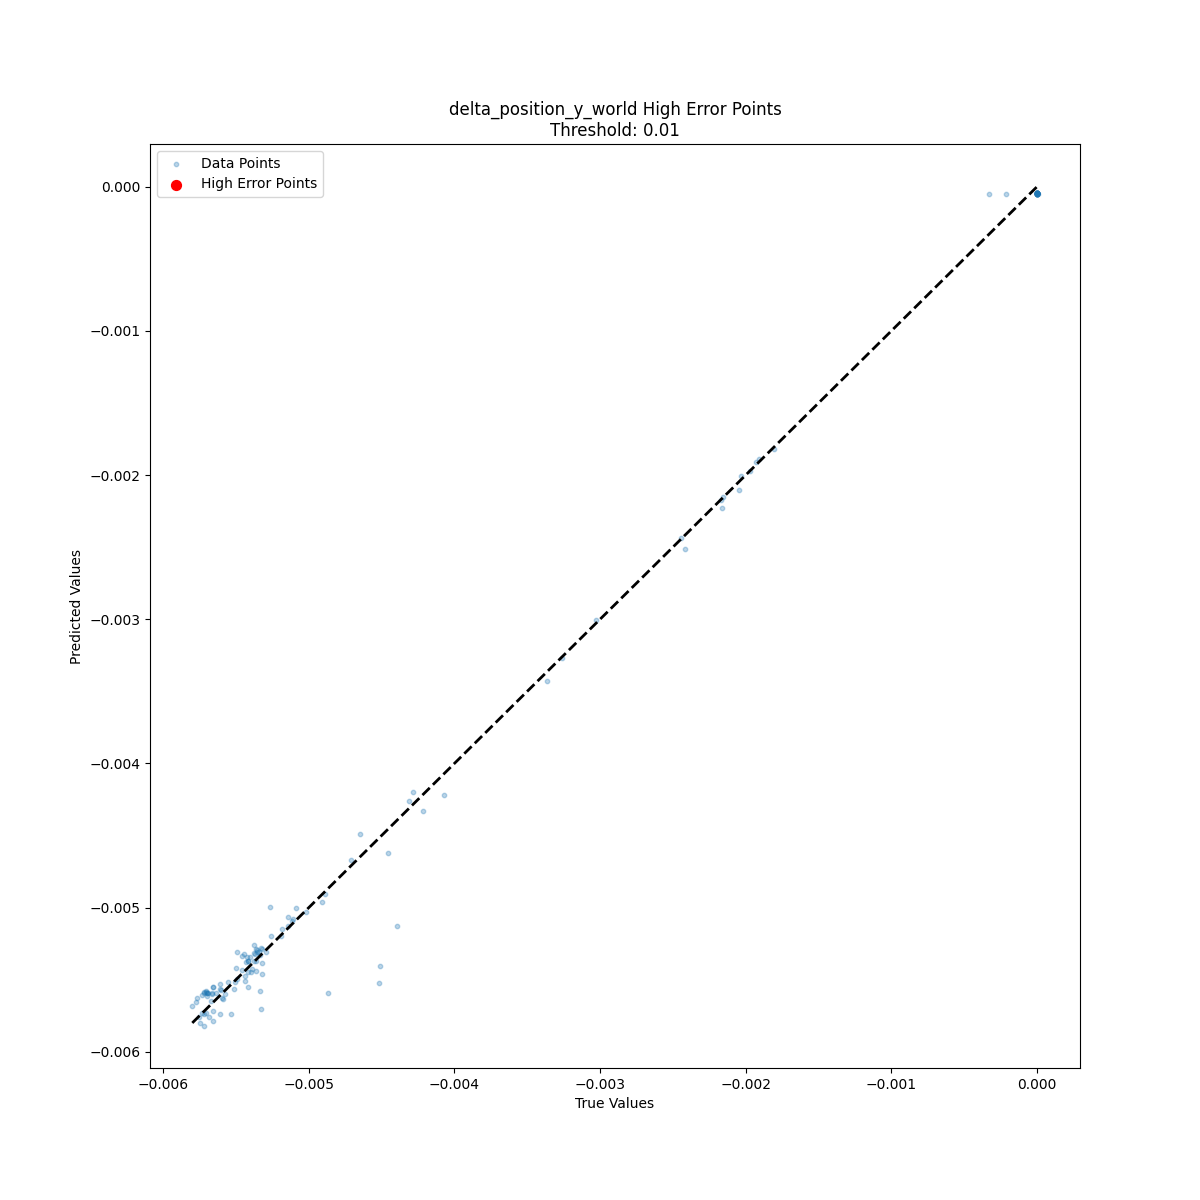 delta_position_y_world High Error Points
Threshold: 0.01
Data Points
High Error Points
0.000
−0.001
−0.002
−0.003
−0.004
−0.005
−0.006
Predicted Values
−0.006 −0.005 −0.004 −0.003 −0.002 −0.001 0.000
True Values